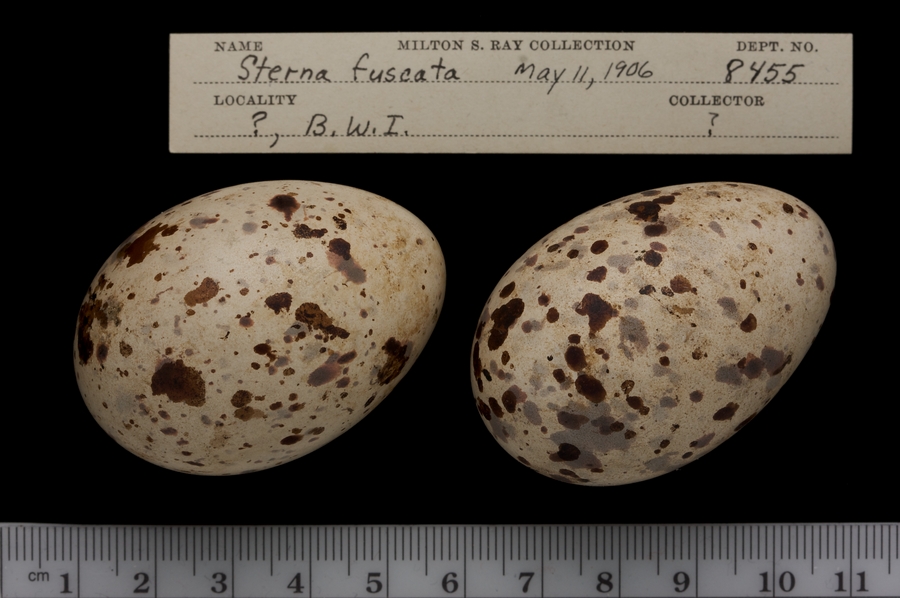 NAME MILTON S. RAY COLLECTION DEPT. NO.
Sterna fuscata May 11, 1906 8455
LOCALITY COLLECTOR
?, B.W.I. ?
cm 1 2 3 4 5 6 7 8 9 10 11